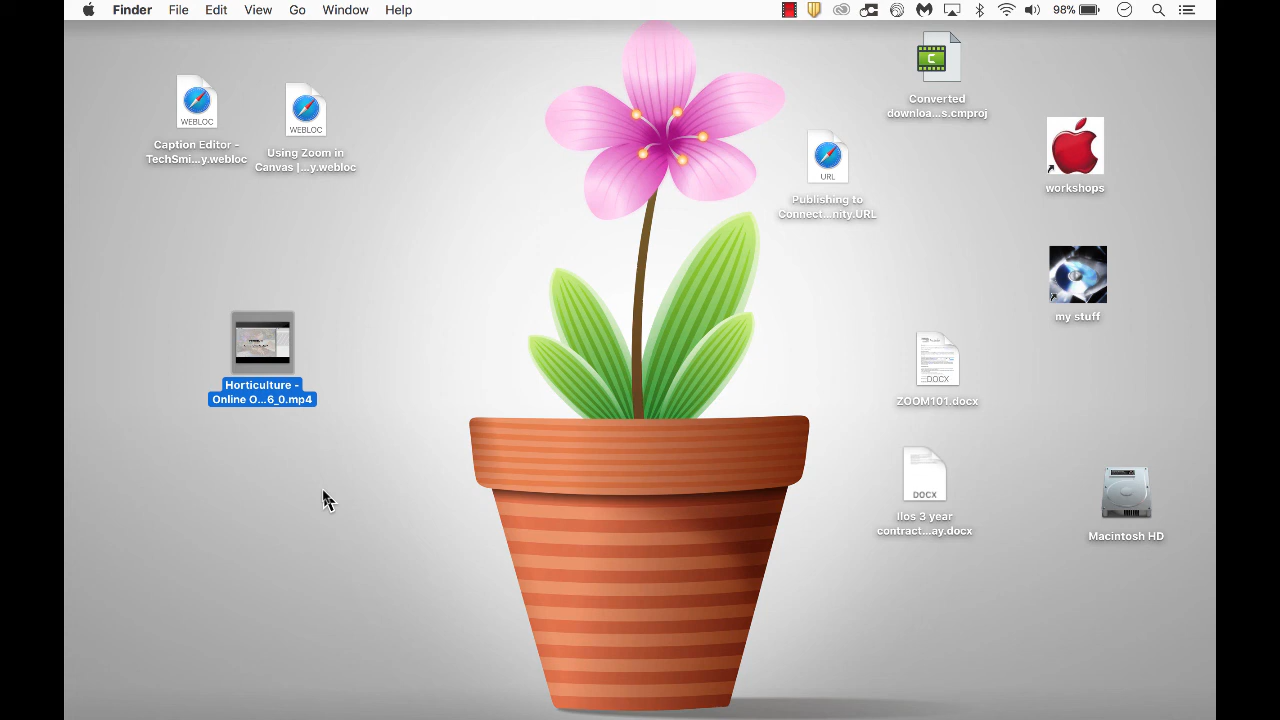 Finder File Edit View Go Window Help 98%
WEBLOC
Caption Editor -
TechSmi...y.webloc
WEBLOC
Using Zoom in
Canvas |...y.webloc
C
Converted
downloa...s.cmproj
URL
Publishing to
Connect...nity.URL
workshops
my stuff
Horticulture -
Online O...6_0.mp4
DOCX
ZOOM101.docx
DOCX
Ilos 3 year
contract...ay.docx
Macintosh HD